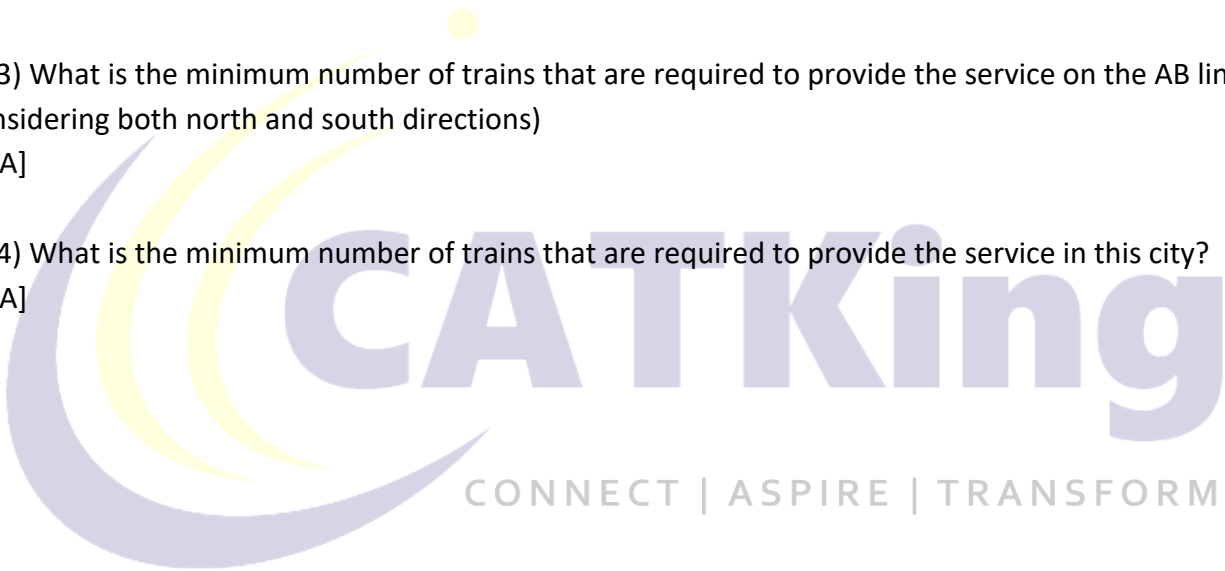 3) What is the minimum number of trains that are required to provide the service on the AB lin
nsidering both north and south directions)
A]
4) What is the minimum number of trains that are required to provide the service in this city?
A]
CATKing
CONNECT | ASPIRE | TRANSFORM